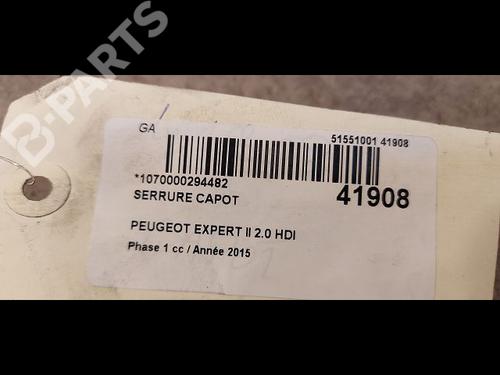 B-PARTS
GA
51551001 41908
*1070000294482
41908
SERRURE CAPOT
PEUGEOT EXPERT II 2.0 HDI
Phase 1 cc / Année 2015